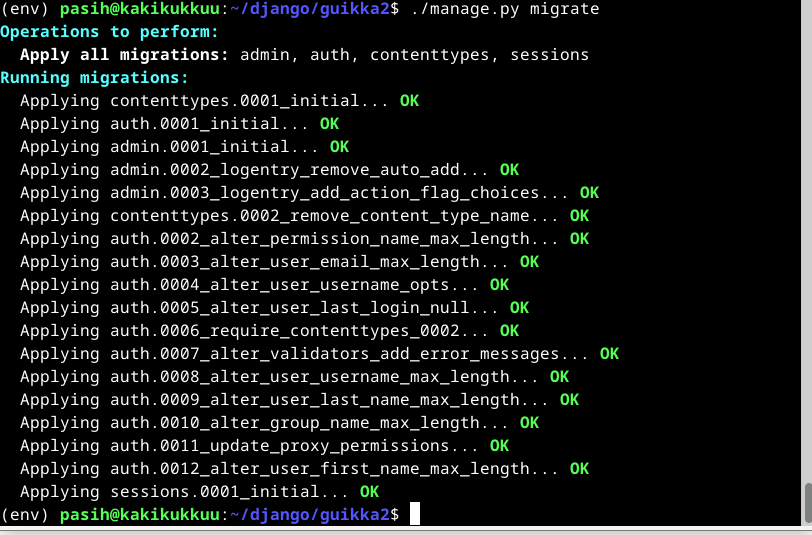 (env) pasih@kakikukkuu:~/django/guikka2$ ./manage.py migrate
Operations to perform:
  Apply all migrations: admin, auth, contenttypes, sessions
Running migrations:
  Applying contenttypes.0001_initial... OK
  Applying auth.0001_initial... OK
  Applying admin.0001_initial... OK
  Applying admin.0002_logentry_remove_auto_add... OK
  Applying admin.0003_logentry_add_action_flag_choices... OK
  Applying contenttypes.0002_remove_content_type_name... OK
  Applying auth.0002_alter_permission_name_max_length... OK
  Applying auth.0003_alter_user_email_max_length... OK
  Applying auth.0004_alter_user_username_opts... OK
  Applying auth.0005_alter_user_last_login_null... OK
  Applying auth.0006_require_contenttypes_0002... OK
  Applying auth.0007_alter_validators_add_error_messages... OK
  Applying auth.0008_alter_user_username_max_length... OK
  Applying auth.0009_alter_user_last_name_max_length... OK
  Applying auth.0010_alter_group_name_max_length... OK
  Applying auth.0011_update_proxy_permissions... OK
  Applying auth.0012_alter_user_first_name_max_length... OK
  Applying sessions.0001_initial... OK
(env) pasih@kakikukkuu:~/django/guikka2$